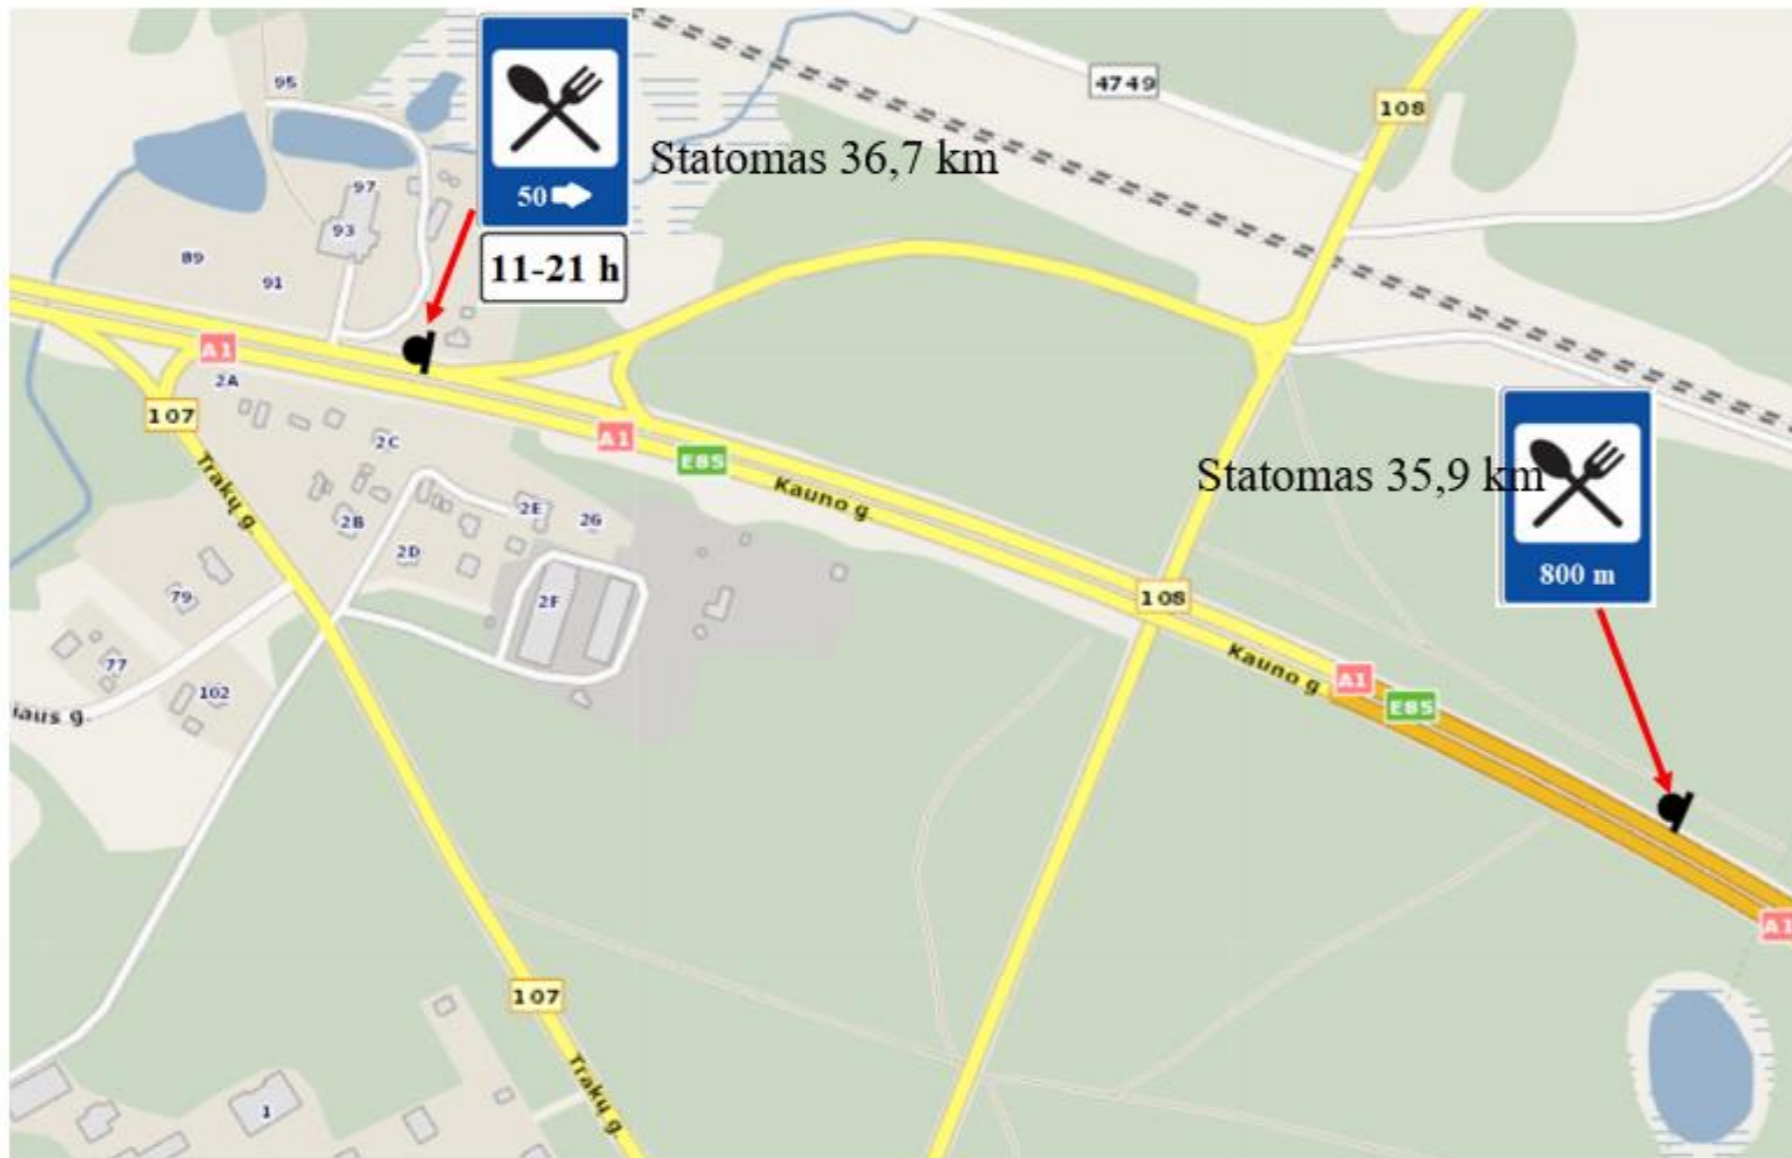 95
4749
108
Statomas 36,7 km
97
50
93
89
11-21 h
91
A1
2A
107
2C
A1
E85
Kauno g.
Statomas 35,9 km
Trakų g.
2B
2E
2G
2D
800 m
79
2F
108
Kauno g.
77
A1
102
E85
iaus g.
A1
107
Trakų g.
1